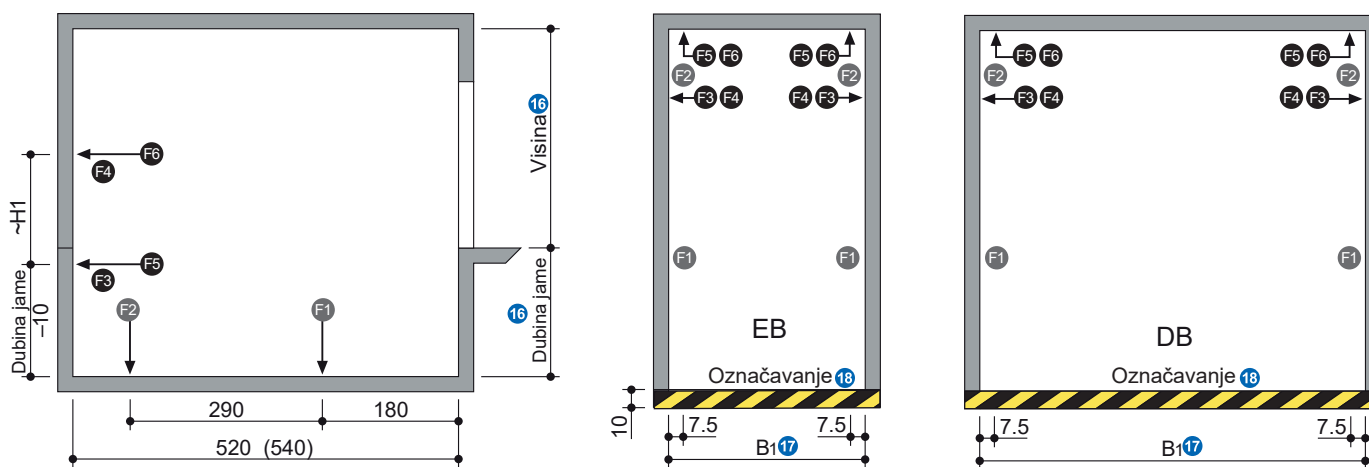 Visina 16
F6
F4
~H1
F5
F3
Dubina jame
–10
F2
F1
16
Dubina jame
290
180
520 (540)
F5 F6
F5 F6
F2
F2
F3 F4
F4 F3
F1
F1
EB
Označavanje 18
10
7.5
7.5
B1 17
F5 F6
F5 F6
F2
F2
F3 F4
F4 F3
F1
F1
DB
Označavanje 18
7.5
7.5
B1 17